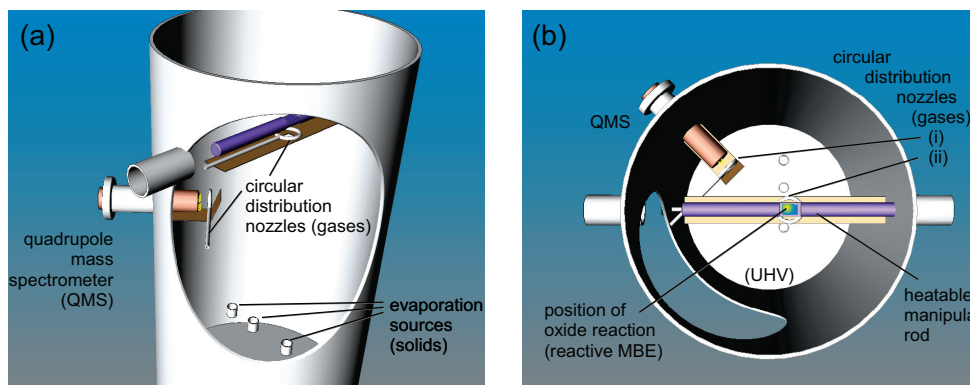 (a)
circular
distribution
nozzles (gases)
quadrupole
mass
spectrometer
(QMS)
evaporation
sources
(solids)
(b)
circular
distribution
nozzles
(gases)
(i)
(ii)
QMS
(UHV)
position of
oxide reaction
(reactive MBE)
heatable
manipula
rod